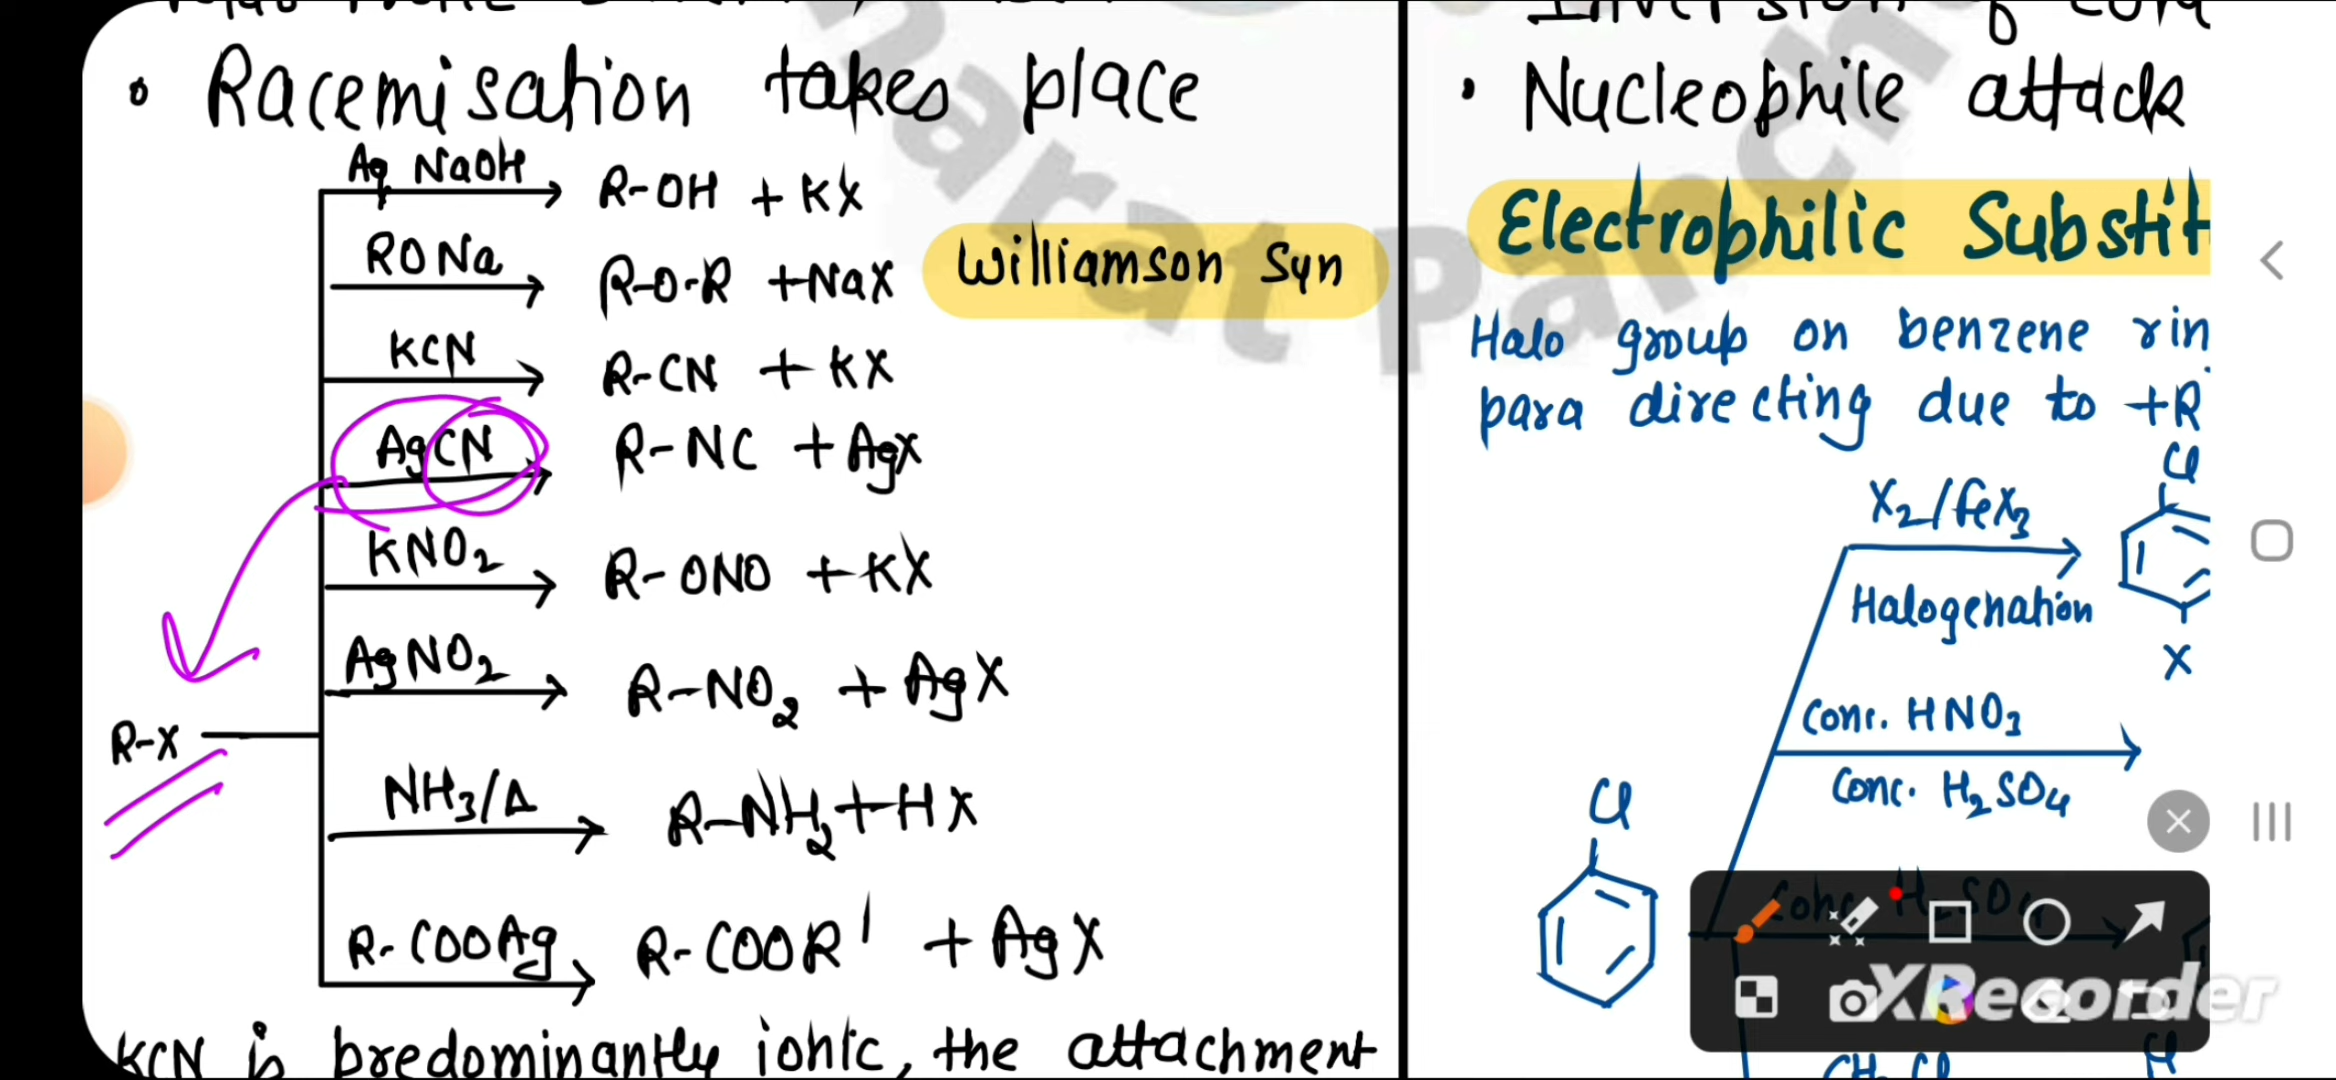 • Racemisation takes place
Aq NaOH R-OH + KX
RONa R-O-R +NaX Williamson Syn
KCN R-CN + KX
AgCN R-NC + AgX
KNO2 R-ONO +KX
AgNO2 R-NO2 + AgX
R-X
NH3/Δ R-NH2+HX
R-COOAg R-COOR' + AgX
KCN is predominantly ionic, the attachment
• Nucleophile attack
Electrophilic Substit
Halo group on benzene rin
para directing due to +R
Cl
X2/FeX3
Halogenation
X
Conc. HNO3
Conc. H2SO4
Cl
Conc. H2SO4
XRecorder